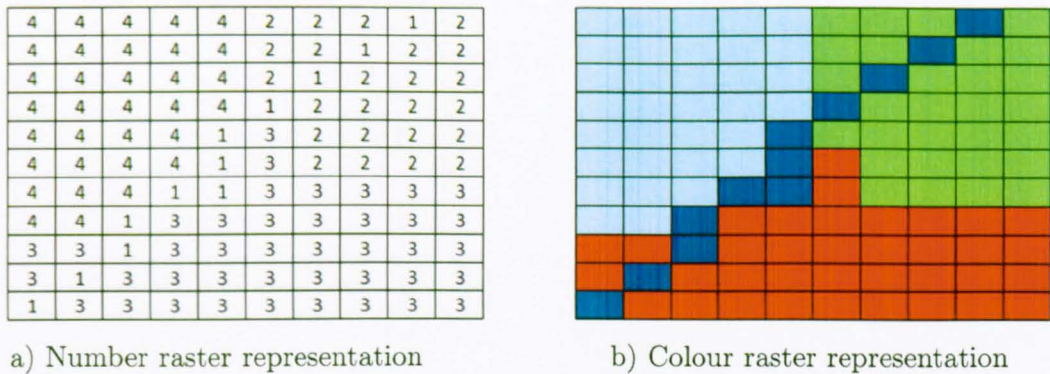 4 4 4 4 4 2 2 2 1 2
4 4 4 4 4 2 2 1 2 2
4 4 4 4 4 2 1 2 2 2
4 4 4 4 4 1 2 2 2 2
4 4 4 4 1 3 2 2 2 2
4 4 4 4 1 3 2 2 2 2
4 4 4 1 1 3 3 3 3 3
4 4 1 3 3 3 3 3 3 3
3 3 1 3 3 3 3 3 3 3
3 1 3 3 3 3 3 3 3 3
1 3 3 3 3 3 3 3 3 3
a) Number raster representation
b) Colour raster representation